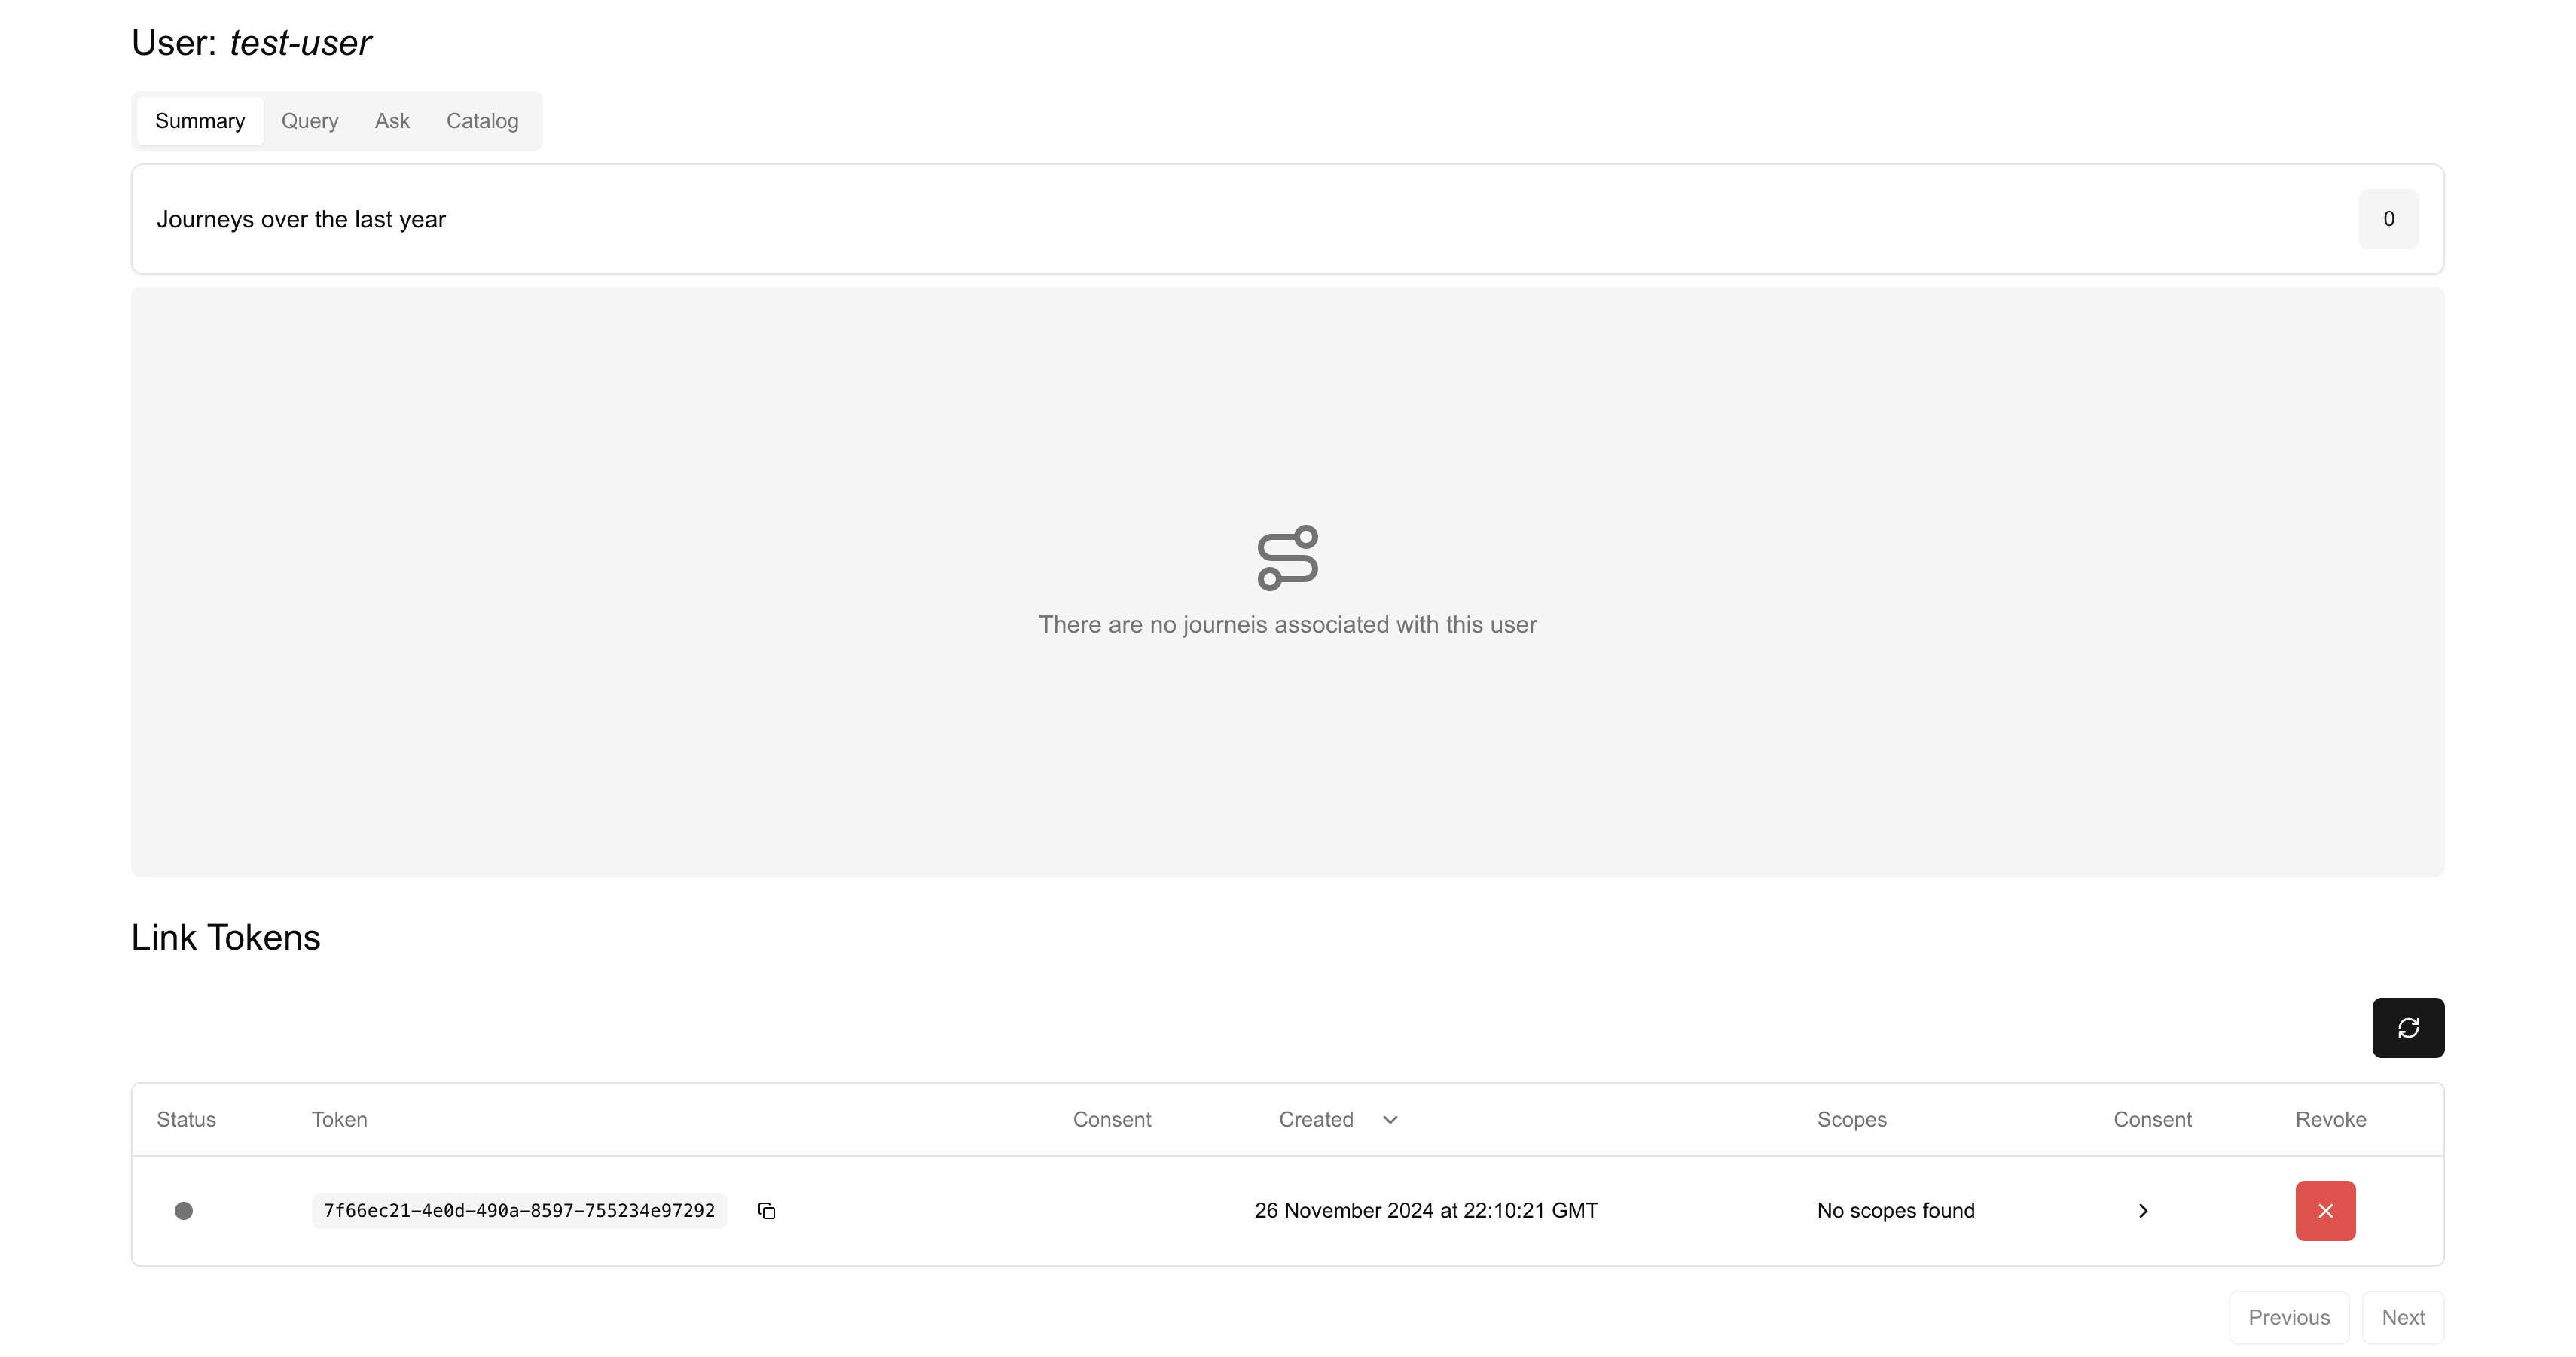 User: test-user
Summary Query Ask Catalog
Journeys over the last year 0
There are no journeis associated with this user
Link Tokens
Status Token Consent Created Scopes Consent Revoke
7f66ec21-4e0d-490a-8597-755234e97292 26 November 2024 at 22:10:21 GMT No scopes found
Previous Next